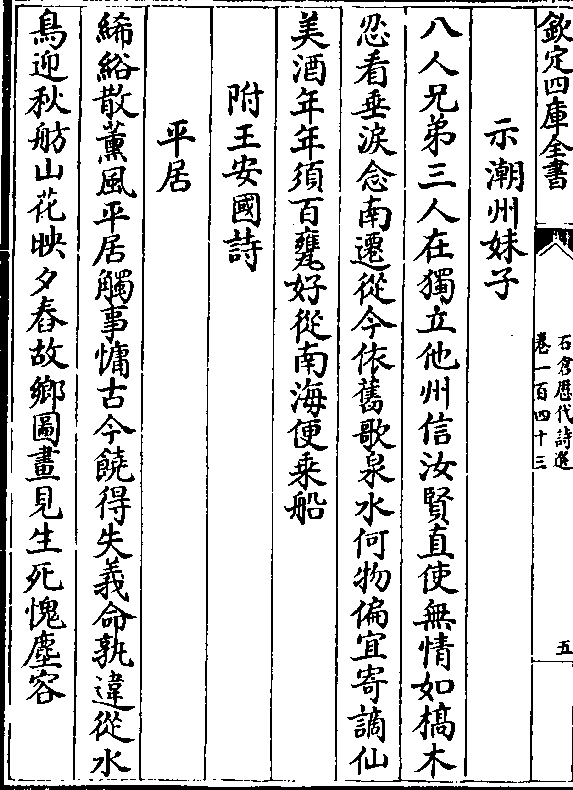 欽定四庫全書
石倉歴代詩選
卷一百四十三
五
示潮州妹子
八人兄弟三人在獨立他州信汝賢直使無情如槁木
忍看垂淚念南遷從今依舊歌泉水何物偏宜寄謫仙
美酒年年須百甕好從南海便乗船
附王安國詩
平居
絺綌散薰風平居觸事慵古今饒得失義命孰違從水
鳥迎秋舫山花映夕舂故鄉圖畫見生死愧塵容